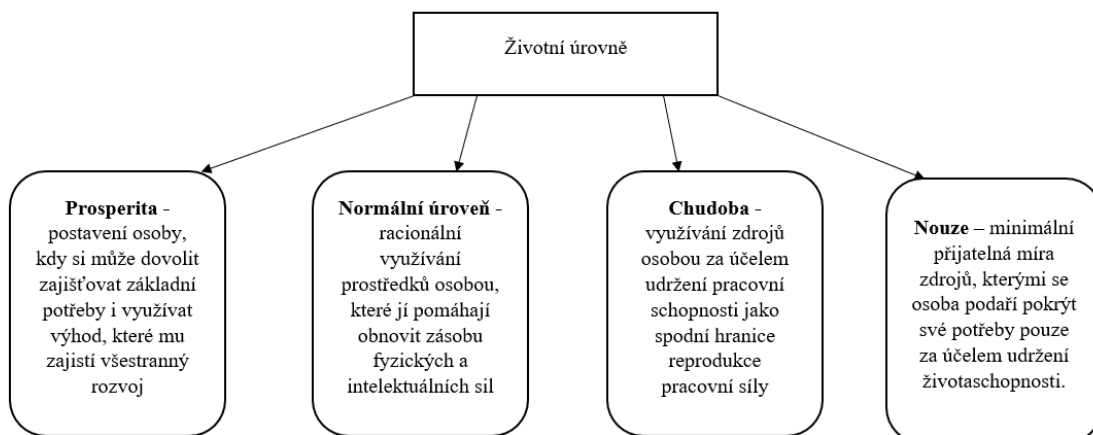 Životní úrovně
Prosperita -
postavení osoby,
kdy si může dovolit
zajišťovat základní
potřeby i využívat
výhod, které mu
zajistí všestranný
rozvoj
Normální úroveň -
racionální
využívání
prostředků osobou,
které jí pomáhají
obnovit zásobu
fyzických a
intelektuálních sil
Chudoba -
využívání zdrojů
osobou za účelem
udržení pracovní
schopnosti jako
spodní hranice
reprodukce
pracovní síly
Nouze – minimální
přijatelná míra
zdrojů, kterými se
osoba podaří pokrýt
své potřeby pouze
za účelem udržení
životaschopnosti.